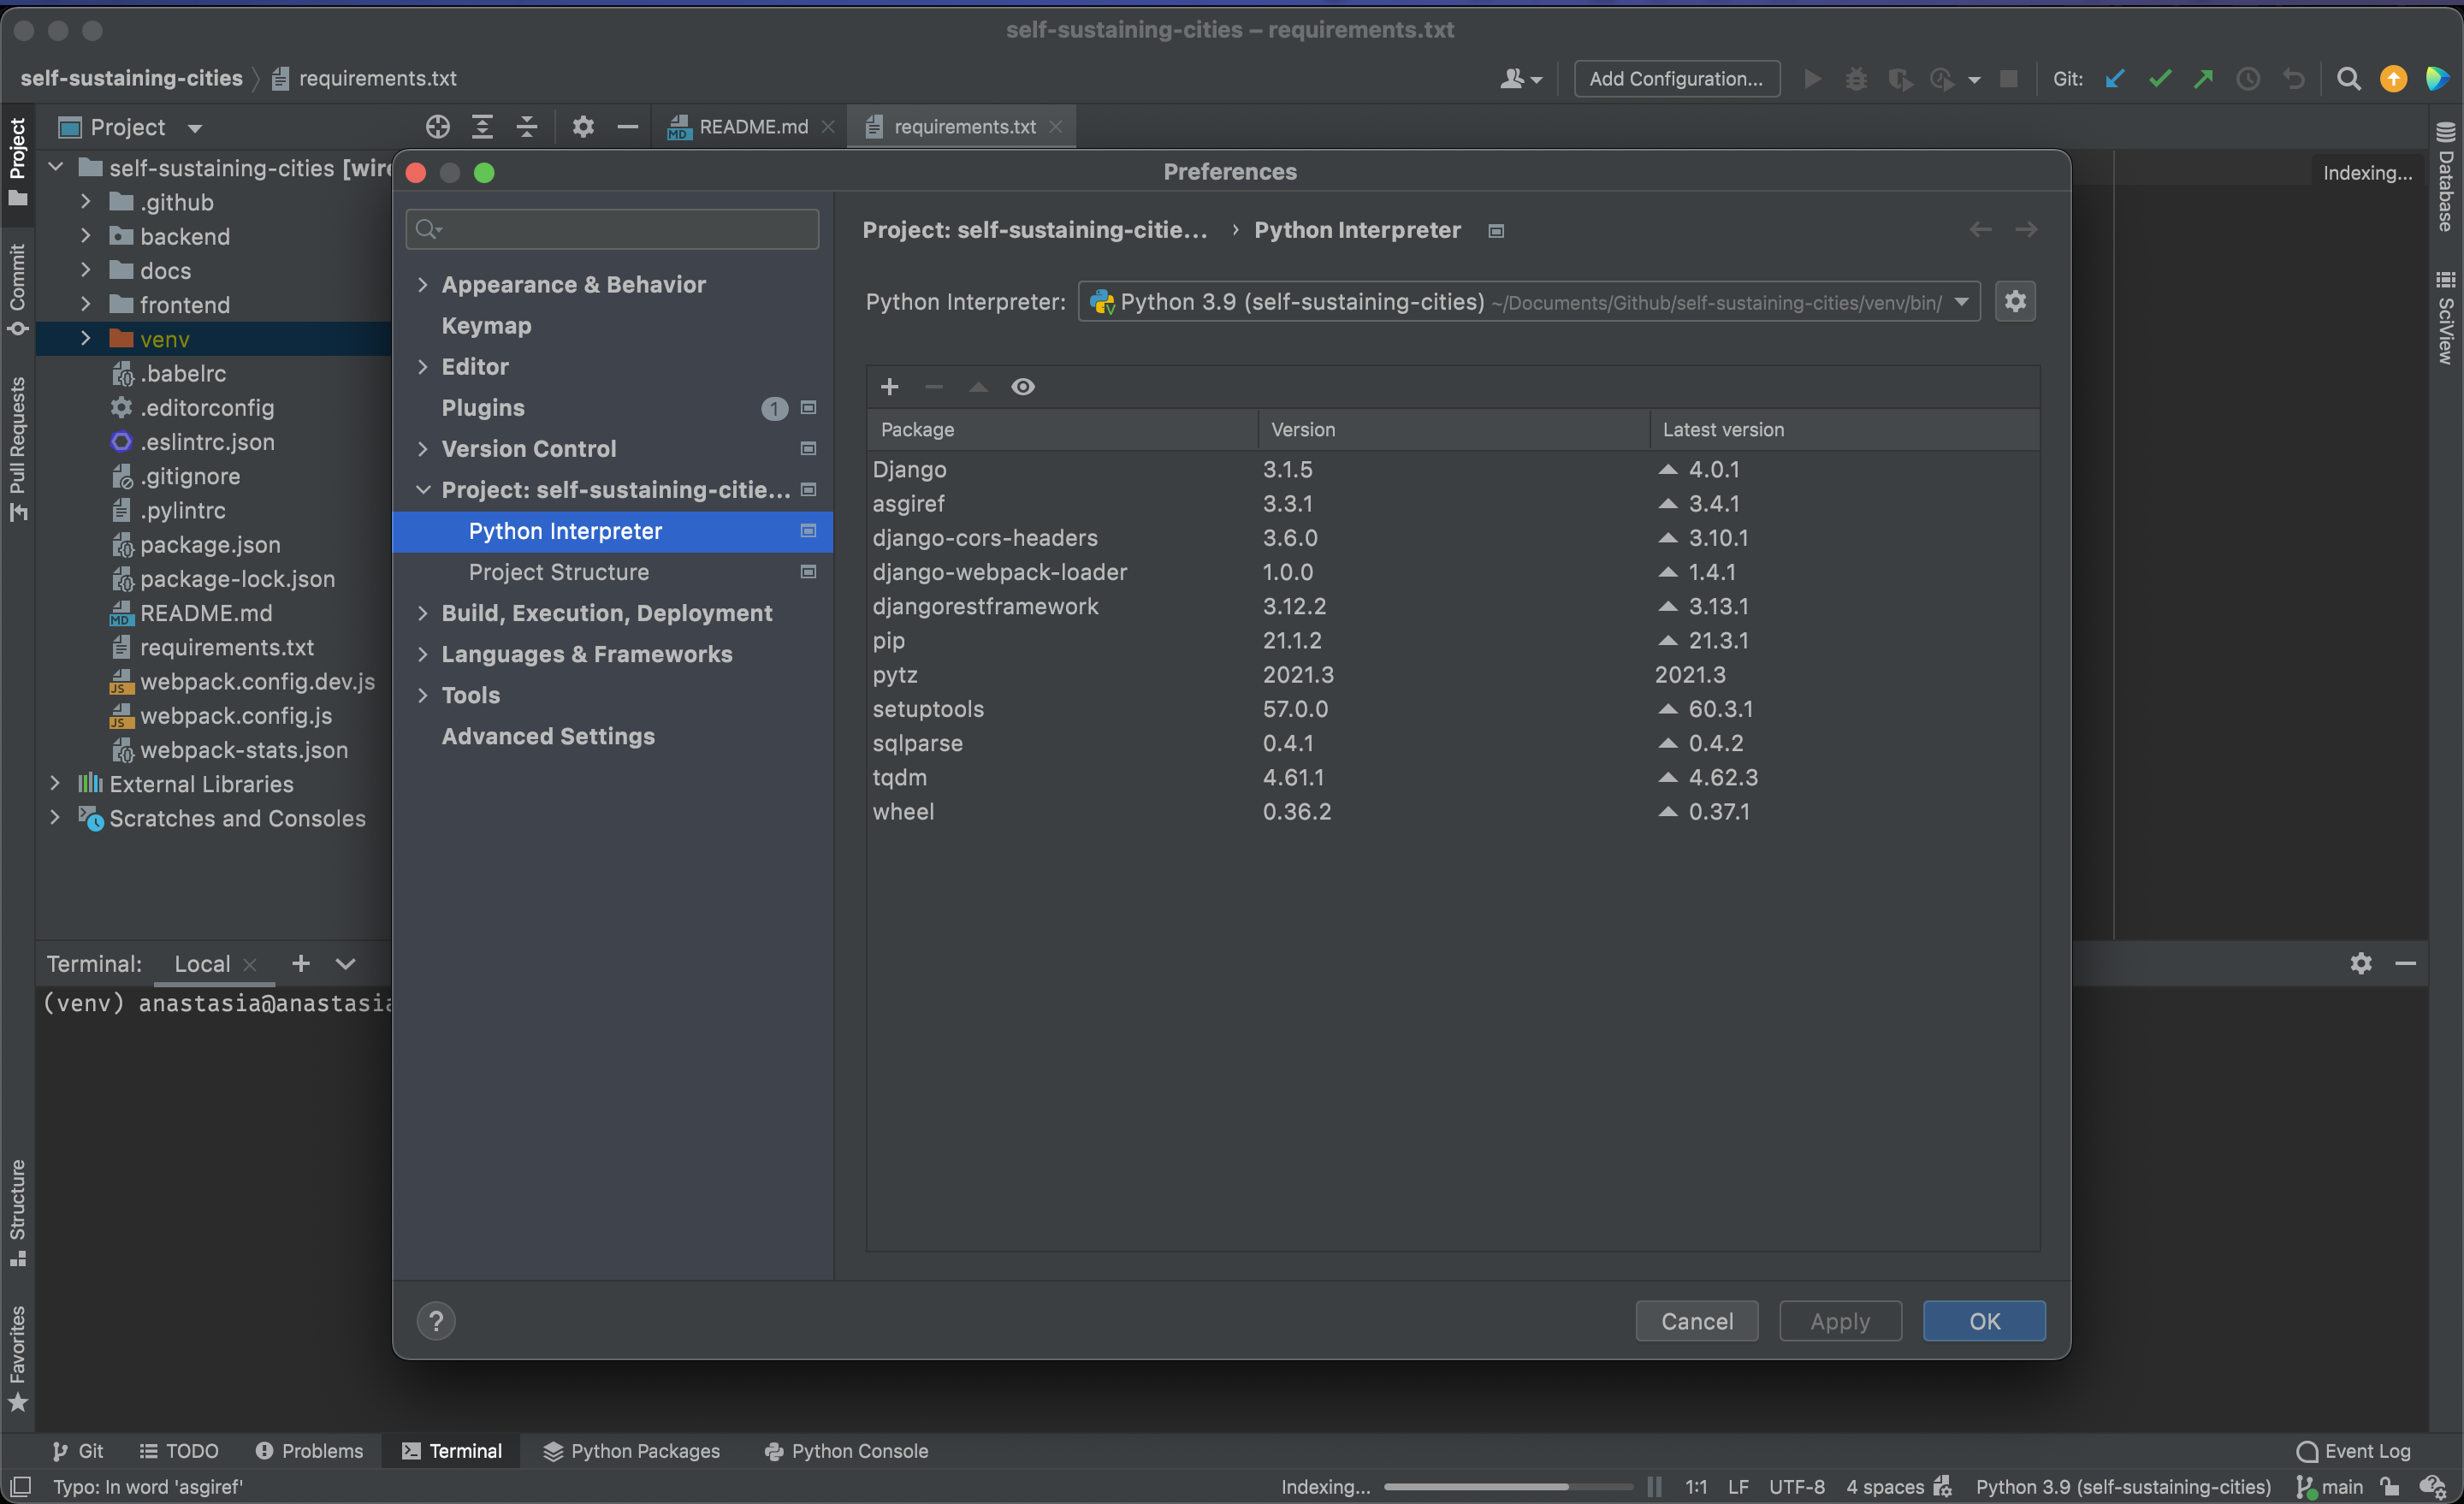 self-sustaining-cities – requirements.txt
self-sustaining-cities
requirements.txt
Add Configuration...
Git:
Project
README.md
requirements.txt
Project
Commit
Pull Requests
Structure
Favorites
self-sustaining-cities [wire
.github
backend
docs
frontend
venv
.babelrc
.editorconfig
.eslintrc.json
.gitignore
.pylintrc
package.json
package-lock.json
README.md
requirements.txt
webpack.config.dev.js
webpack.config.js
webpack-stats.json
External Libraries
Scratches and Consoles
Preferences
Appearance & Behavior
Keymap
Editor
Plugins 1
Version Control
Project: self-sustaining-citie...
Python Interpreter
Project Structure
Build, Execution, Deployment
Languages & Frameworks
Tools
Advanced Settings
Project: self-sustaining-citie... › Python Interpreter
Python Interpreter: Python 3.9 (self-sustaining-cities) ~/Documents/Github/self-sustaining-cities/venv/bin/
Package Version Latest version
Django 3.1.5 4.0.1
asgiref 3.3.1 3.4.1
django-cors-headers 3.6.0 3.10.1
django-webpack-loader 1.0.0 1.4.1
djangorestframework 3.12.2 3.13.1
pip 21.1.2 21.3.1
pytz 2021.3 2021.3
setuptools 57.0.0 60.3.1
sqlparse 0.4.1 0.4.2
tqdm 4.61.1 4.62.3
wheel 0.36.2 0.37.1
? Cancel Apply OK
Indexing...
Database
SciView
Terminal: Local
(venv) anastasia@anastasia
Git TODO Problems Terminal Python Packages Python Console Event Log
Typo: In word 'asgiref' Indexing... 1:1 LF UTF-8 4 spaces Python 3.9 (self-sustaining-cities) main